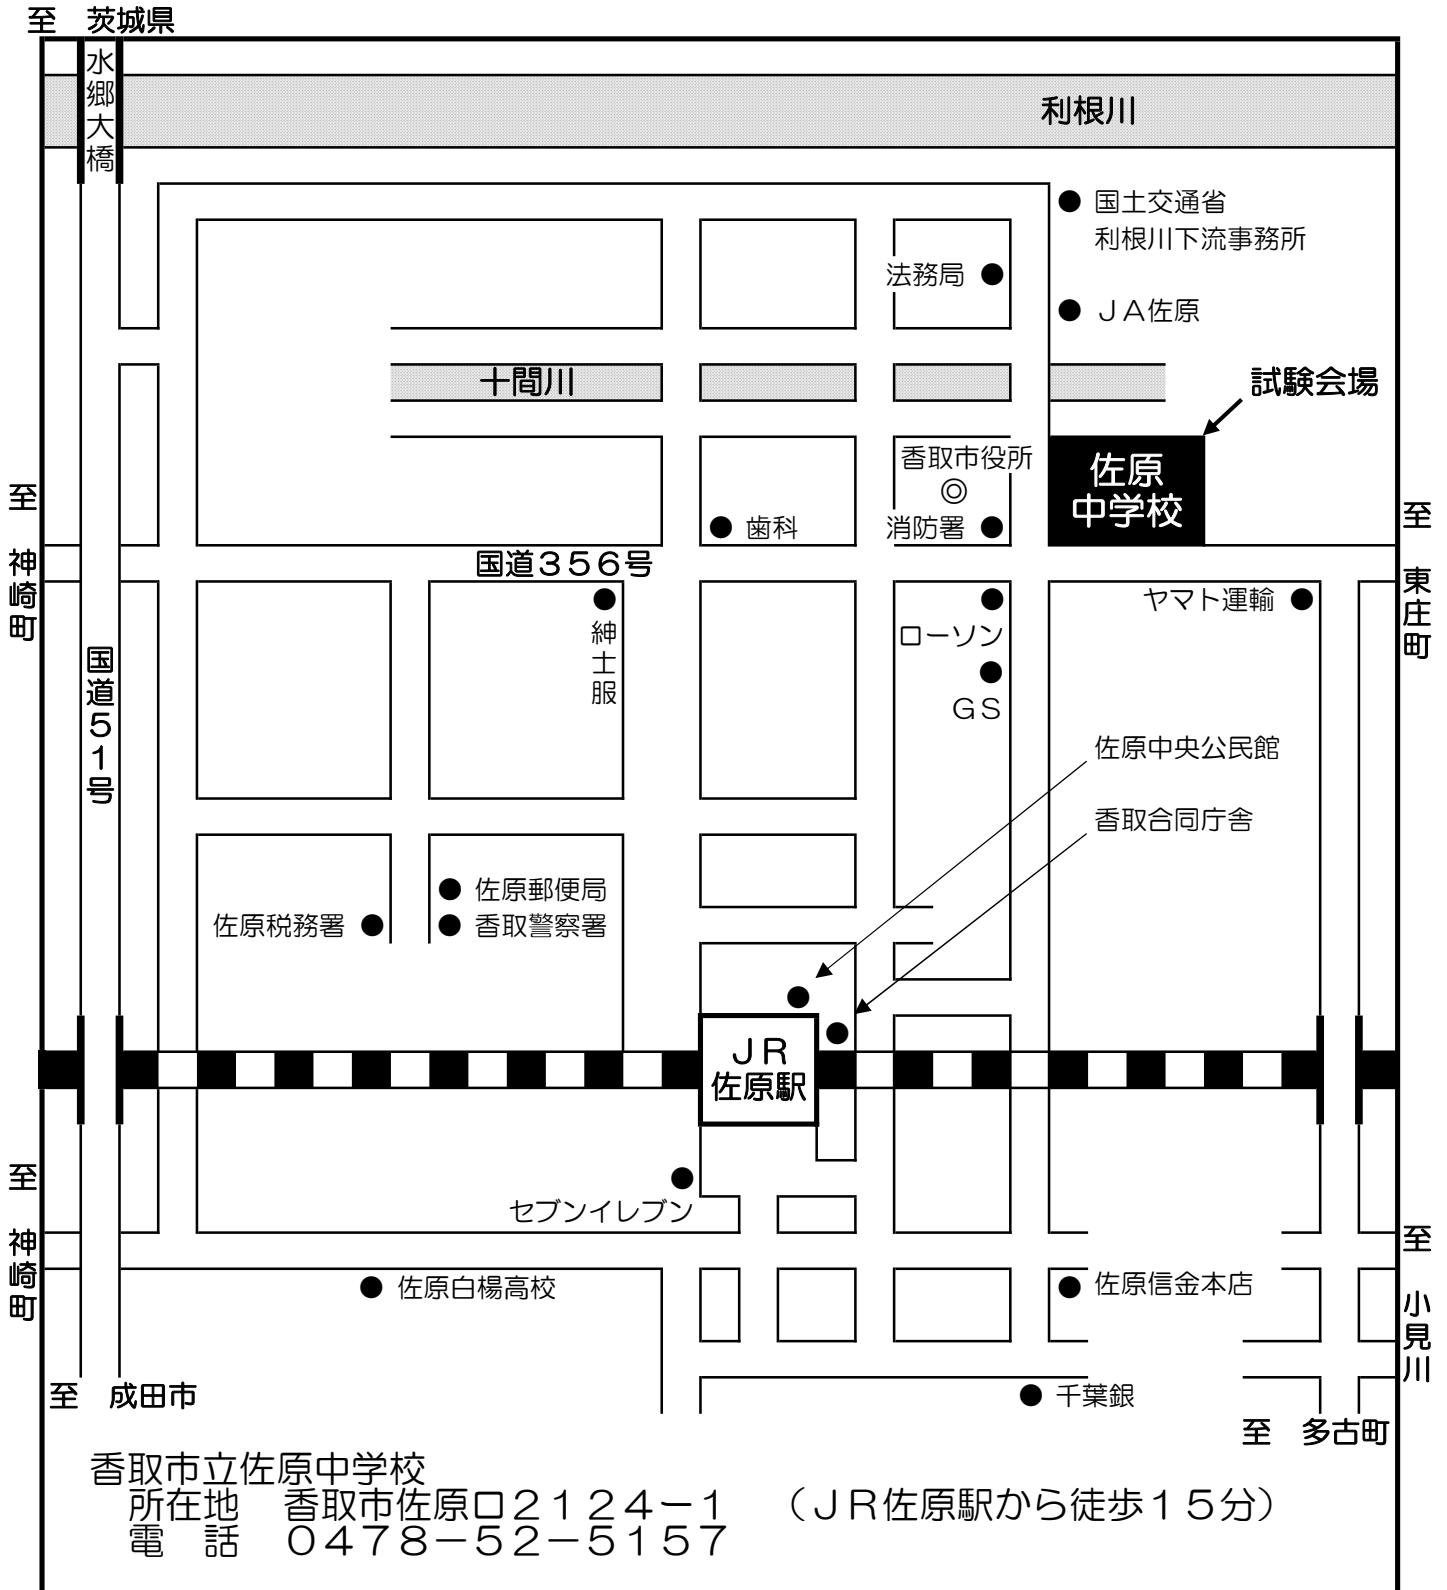 至　茨城県
水郷大橋
利根川
国土交通省
利根川下流事務所
法務局
ＪＡ佐原
十間川
試験会場
香取市役所
佐原
中学校
至　神崎町
至　東庄町
歯科
消防署
国道３５６号
紳士服
ローソン
ヤマト運輸
国道５１号
ＧＳ
佐原中央公民館
香取合同庁舎
佐原郵便局
佐原税務署
香取警察署
ＪＲ
佐原駅
至　神崎町
セブンイレブン
至　小見川
佐原白楊高校
佐原信金本店
至　成田市
千葉銀
至　多古町
香取市立佐原中学校
所在地　香取市佐原ロ２１２４－１　（ＪＲ佐原駅から徒歩１５分）
電　話　０４７８－５２－５１５７